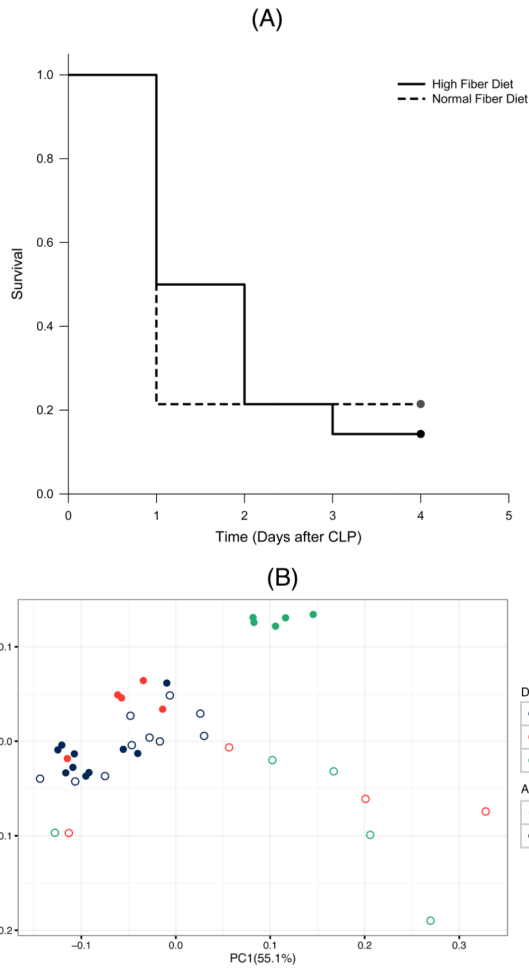 (A)
1.0
High Fiber Diet
Normal Fiber Diet
0.8
0.6
Survival
0.4
0.2
0.0
0 1 2 3 4 5
Time (Days after CLP)
(B)
0.1
0.0
0.1
0.2
D
A
−0.1 0.0 0.1 0.2 0.3
PC1(55.1%)